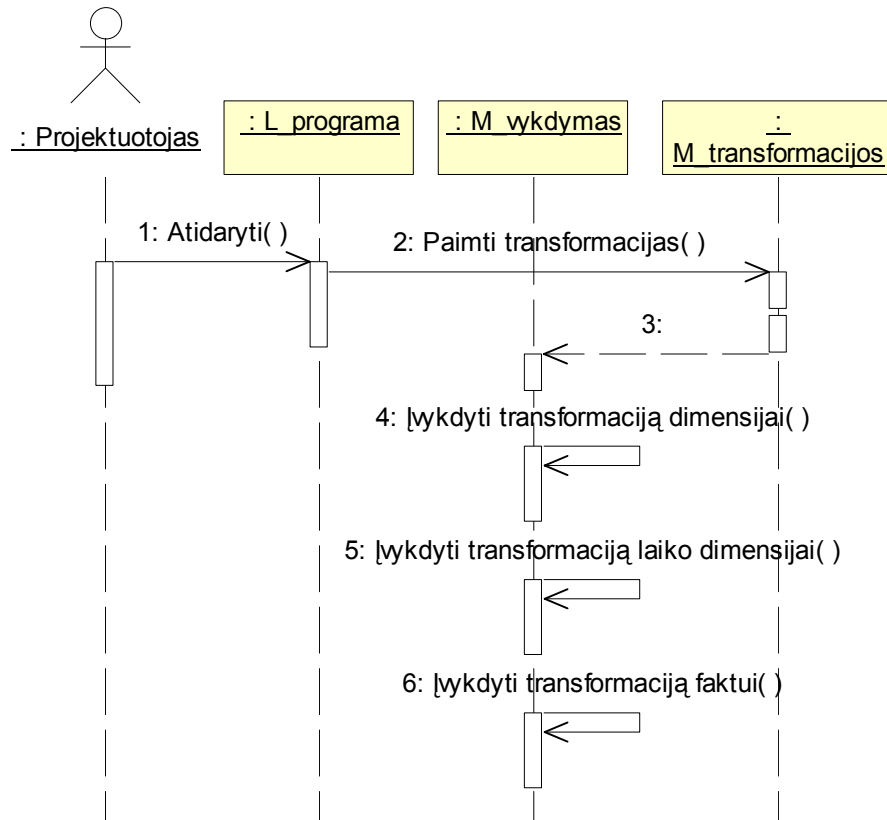 : Projektuotojas
: L_programa
: M_vykdymas
:
M_transformacijos
1: Atidaryti( )
2: Paimti transformacijas( )
3:
4: Įvykdyti transformaciją dimensijai( )
5: Įvykdyti transformaciją laiko dimensijai( )
6: Įvykdyti transformaciją faktui( )